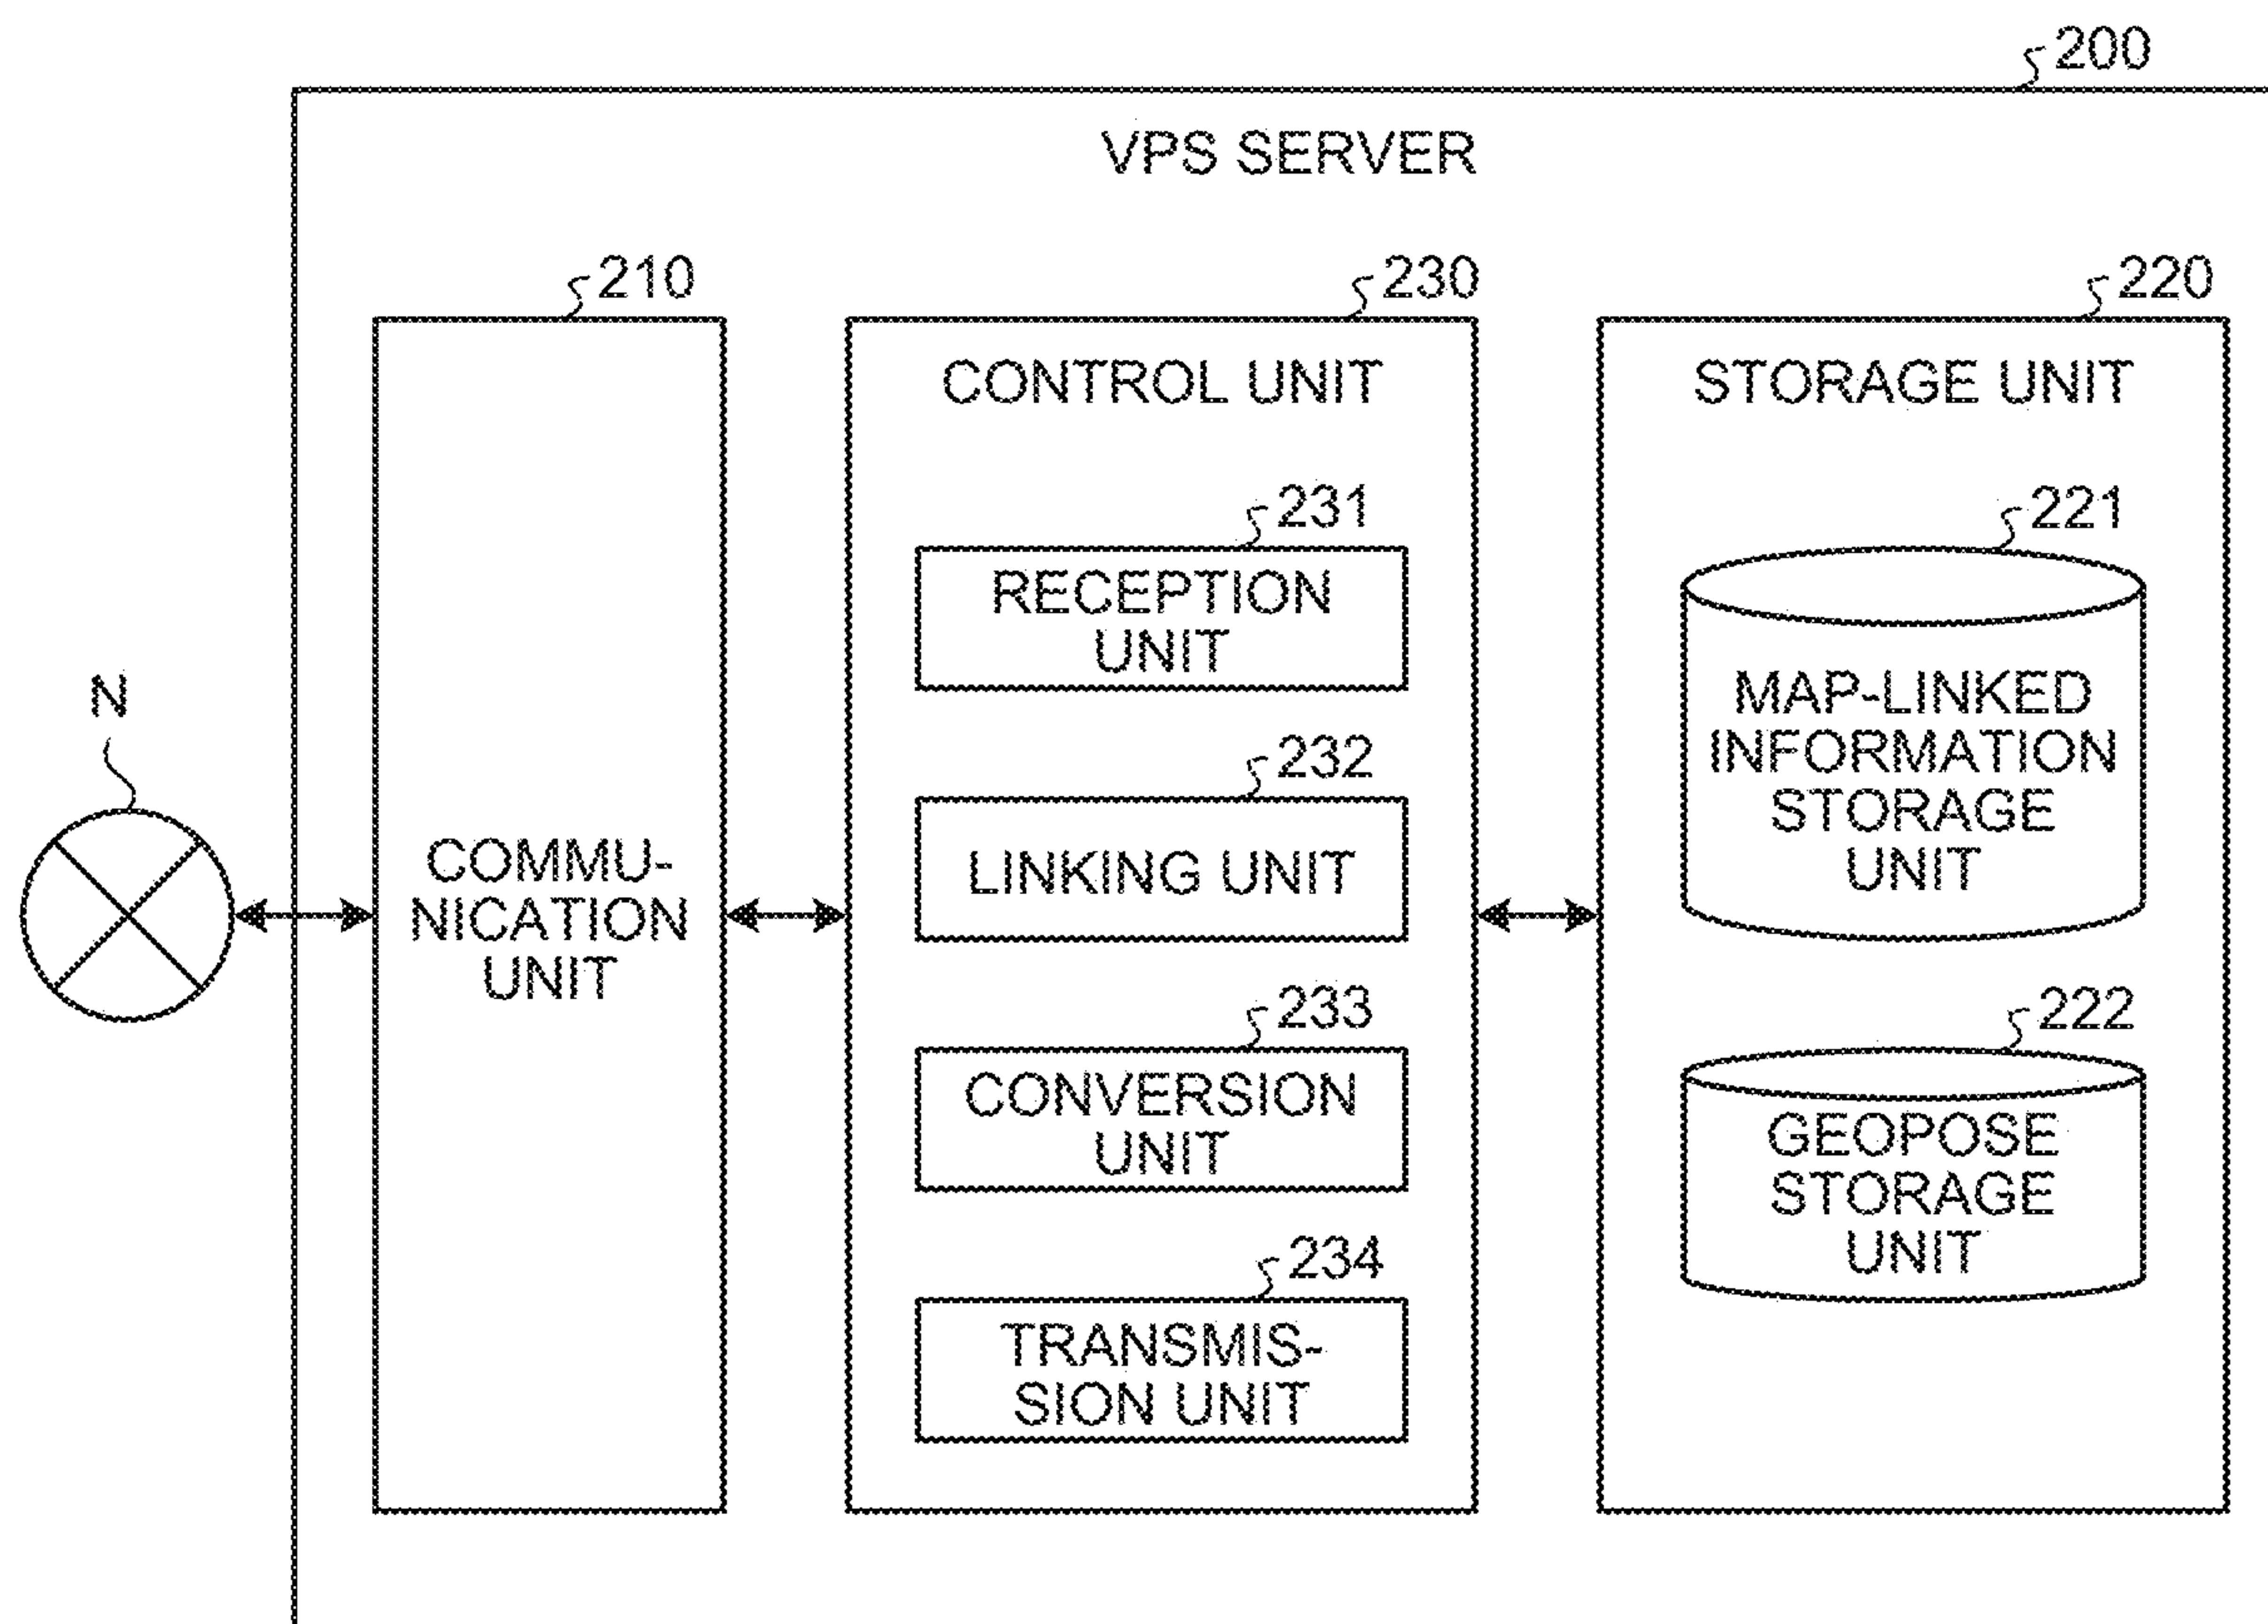 200
VPS SERVER
210
230
220
CONTROL UNIT
STORAGE UNIT
231
RECEPTION
UNIT
221
MAP-LINKED
INFORMATION
STORAGE
UNIT
N
232
LINKING UNIT
COMMU-
NICATION
UNIT
233
CONVERSION
UNIT
222
GEOPOSE
STORAGE
UNIT
234
TRANSMIS-
SION UNIT